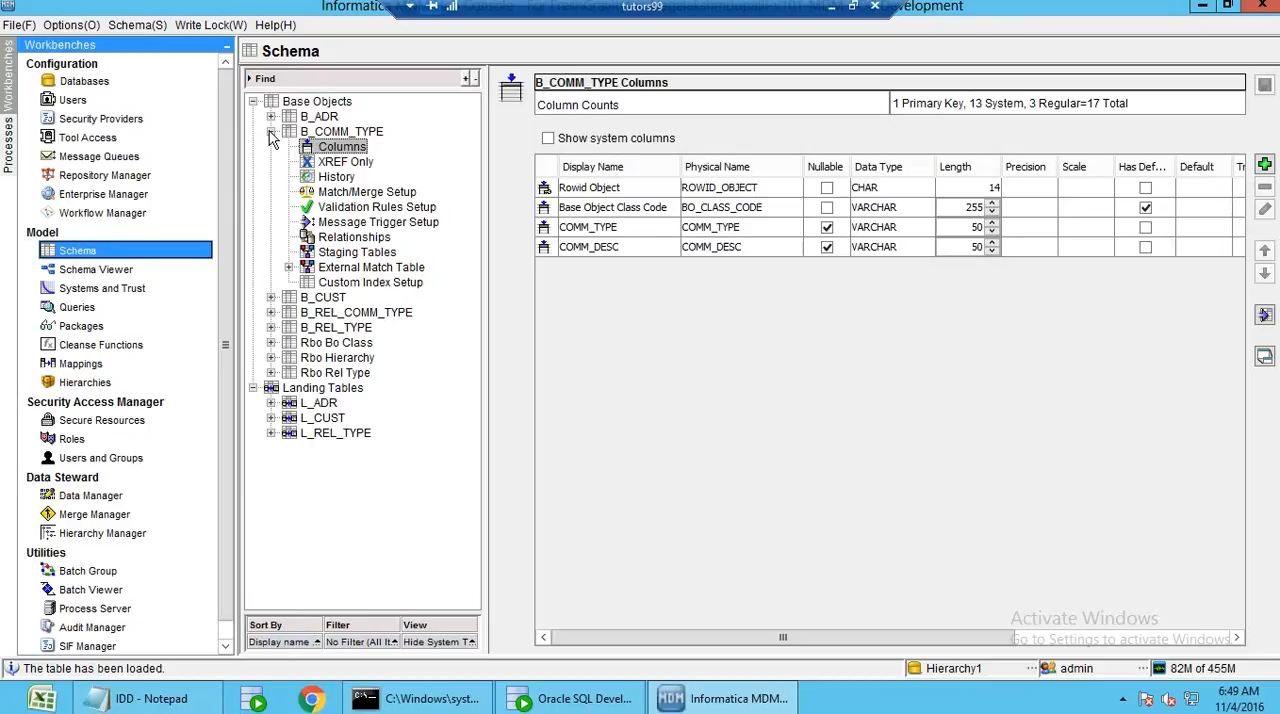 tutors99
File(F) Options(O) Schema(S) Write Lock(W) Help(H)
Workbenches
Processes
Workbenches
Configuration
Databases
Users
Security Providers
Tool Access
Message Queues
Repository Manager
Enterprise Manager
Workflow Manager
Model
Schema
Schema Viewer
Systems and Trust
Queries
Packages
Cleanse Functions
Mappings
Hierarchies
Security Access Manager
Secure Resources
Roles
Users and Groups
Data Steward
Data Manager
Merge Manager
Hierarchy Manager
Utilities
Batch Group
Batch Viewer
Process Server
Audit Manager
SIF Manager
Schema
Find
Base Objects
B_ADR
B_COMM_TYPE
Columns
XREF Only
History
Match/Merge Setup
Validation Rules Setup
Message Trigger Setup
Relationships
Staging Tables
External Match Table
Custom Index Setup
B_CUST
B_REL_COMM_TYPE
B_REL_TYPE
Rbo Bo Class
Rbo Hierarchy
Rbo Rel Type
Landing Tables
L_ADR
L_CUST
L_REL_TYPE
Sort By Filter View
Display name No Filter (All It Hide System T
B_COMM_TYPE Columns
Column Counts 1 Primary Key, 13 System, 3 Regular=17 Total
Show system columns
Display Name Physical Name Nullable Data Type Length Precision Scale Has Def... Default Tr
Rowid Object ROWID_OBJECT CHAR 14
Base Object Class Code BO_CLASS_CODE VARCHAR 255
COMM_TYPE COMM_TYPE VARCHAR 50
COMM_DESC COMM_DESC VARCHAR 50
Activate Windows
Go to Settings to activate Windows.
The table has been loaded. Hierarchy1 ... admin ... 82M of 455M
IDD - Notepad C:\Windows\syst... Oracle SQL Devel... Informatica MDM... 6:49 AM
11/4/2016